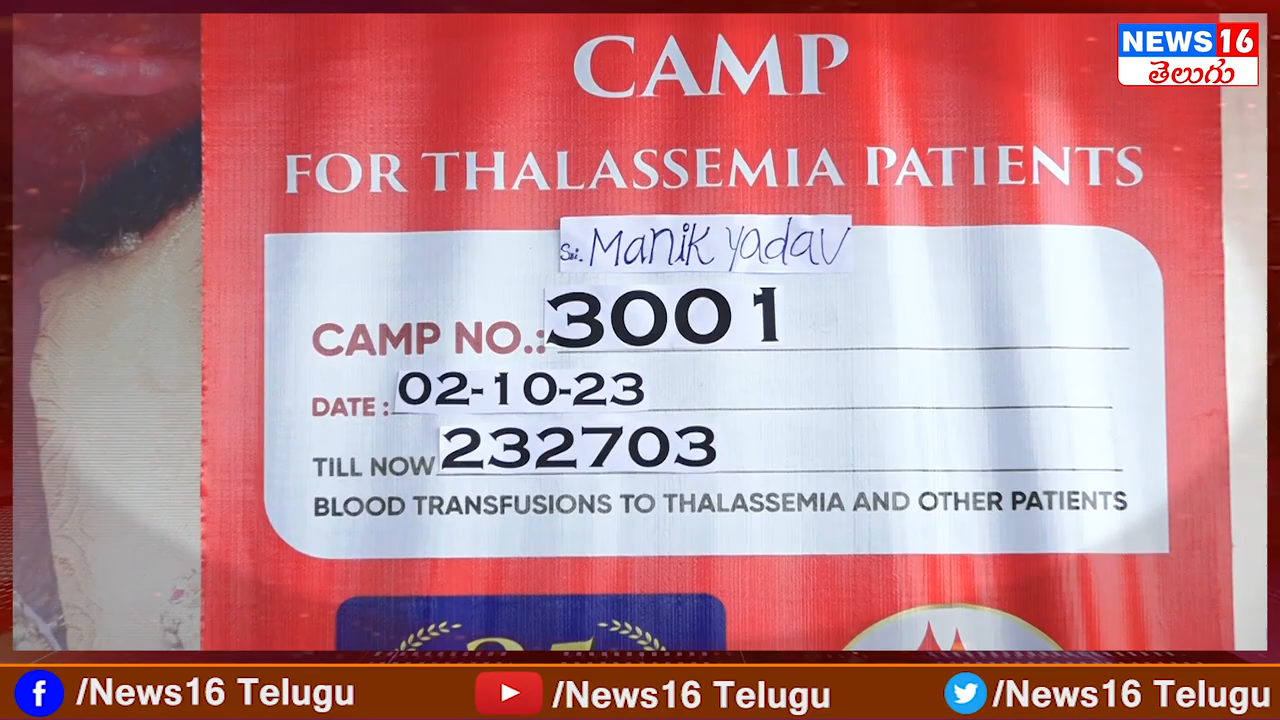 NEWS 16
తెలుగు
CAMP
FOR THALASSEMIA PATIENTS
Sri. Manik Yadav
CAMP NO.: 3001
DATE : 02-10-23
TILL NOW 232703
BLOOD TRANSFUSIONS TO THALASSEMIA AND OTHER PATIENTS
/News16 Telugu
/News16 Telugu
/News16 Telugu